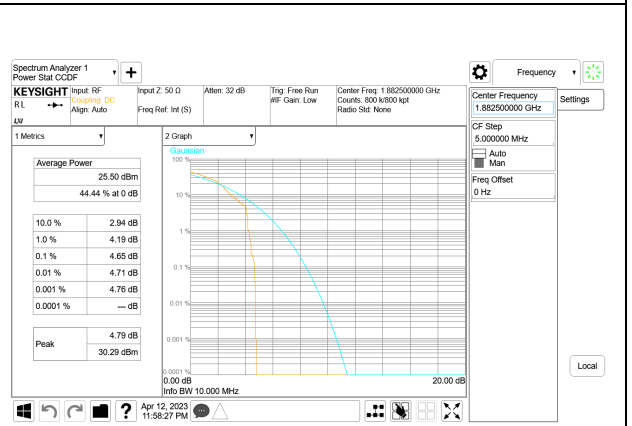 Spectrum Analyzer 1
Power Stat CCDF
Frequency
KEYSIGHT
RL
LXI
Input: RF
Coupling: DC
Align: Auto
Input Z: 50 Ω
Freq Ref: Int (S)
Atten: 32 dB
Trig: Free Run
#IF Gain: Low
Center Freq: 1.882500000 GHz
Counts: 800 k/800 kpt
Radio Std: None
Center Frequency
1.882500000 GHz
Settings
CF Step
5.000000 MHz
Auto
Man
Freq Offset
0 Hz
Local
1 Metrics
Average Power
25.50 dBm
44.44 % at 0 dB
10.0 % 2.94 dB
1.0 % 4.19 dB
0.1 % 4.65 dB
0.01 % 4.71 dB
0.001 % 4.76 dB
0.0001 % --- dB
Peak
4.79 dB
30.29 dBm
2 Graph
Gaussian
100 %
10 %
1 %
0.1 %
0.01 %
0.001 %
0.0001 %
0.00 dB 20.00 dB
Info BW 10.000 MHz
?
Apr 12, 2023
11:58:27 PM